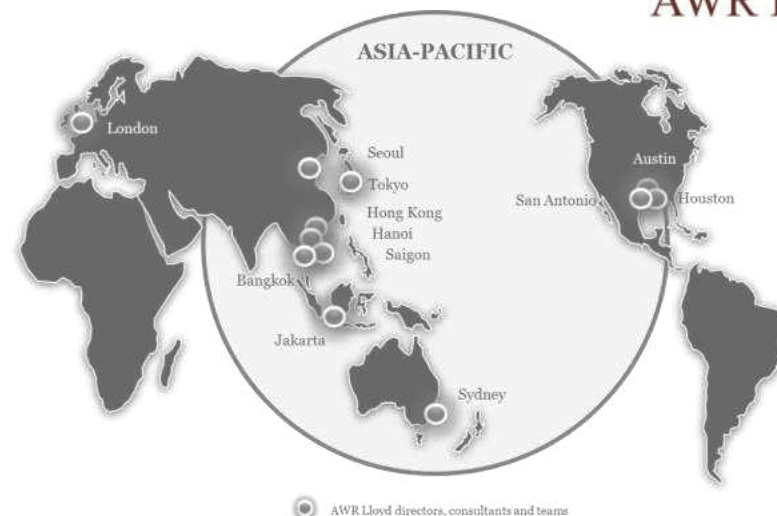 AWR
ASIA-PACIFIC
London
Seoul
Austin
Tokyo
San Antonio
Houston
Hong Kong
Hanoi
Saigon
Bangkok
Jakarta
Sydney
AWR Lloyd directors, consultants and teams